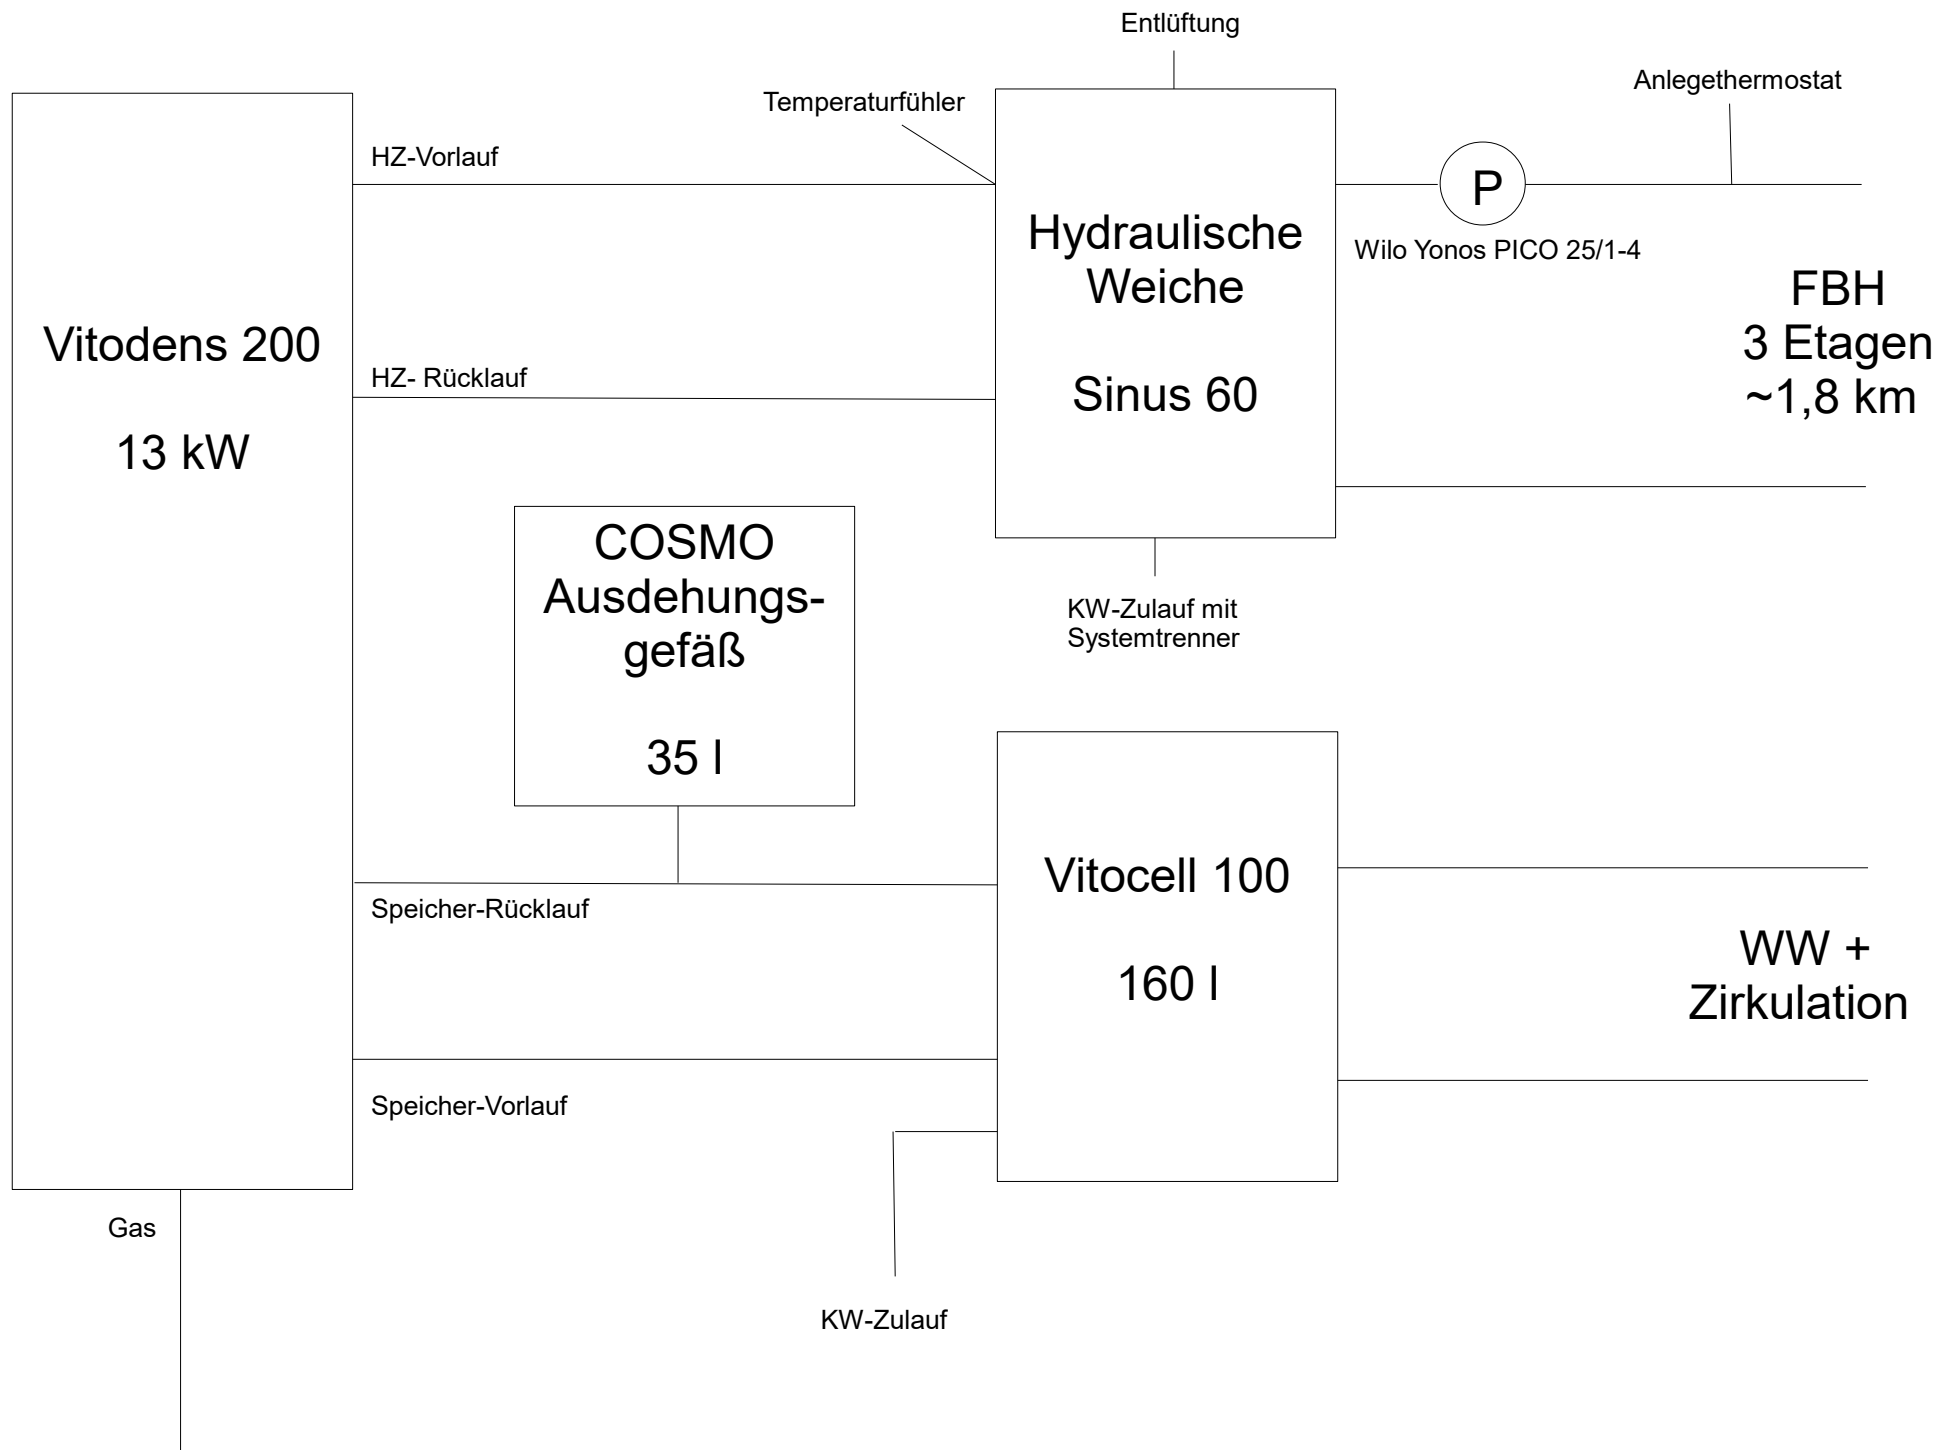 Entlüftung
Anlegethermostat
Temperaturfühler
HZ-Vorlauf
P
Hydraulische
Weiche
Sinus 60
Wilo Yonos PICO 25/1-4
FBH
3 Etagen
~1,8 km
Vitodens 200
13 kW
HZ- Rücklauf
COSMO
Ausdehungs-
gefäß
35 l
KW-Zulauf mit
Systemtrenner
Vitocell 100
160 l
Speicher-Rücklauf
WW +
Zirkulation
Speicher-Vorlauf
Gas
KW-Zulauf